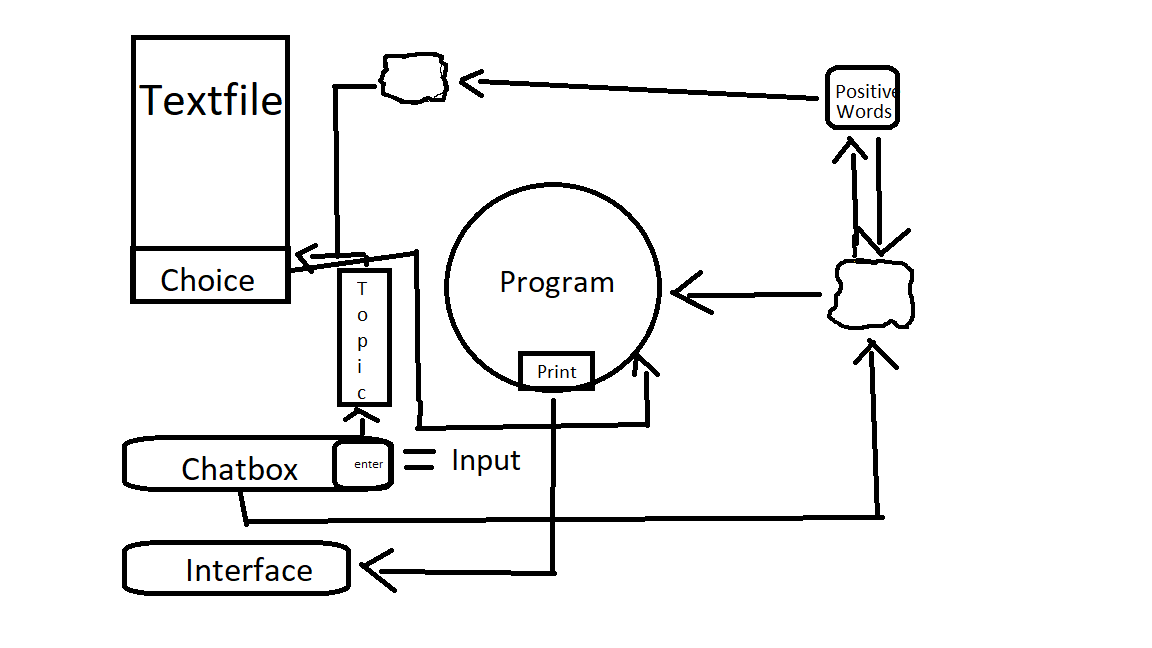 Textfile
Positive
Words
Choice
T
o
p
i
c
Program
Print
Chatbox
enter
Input
Interface